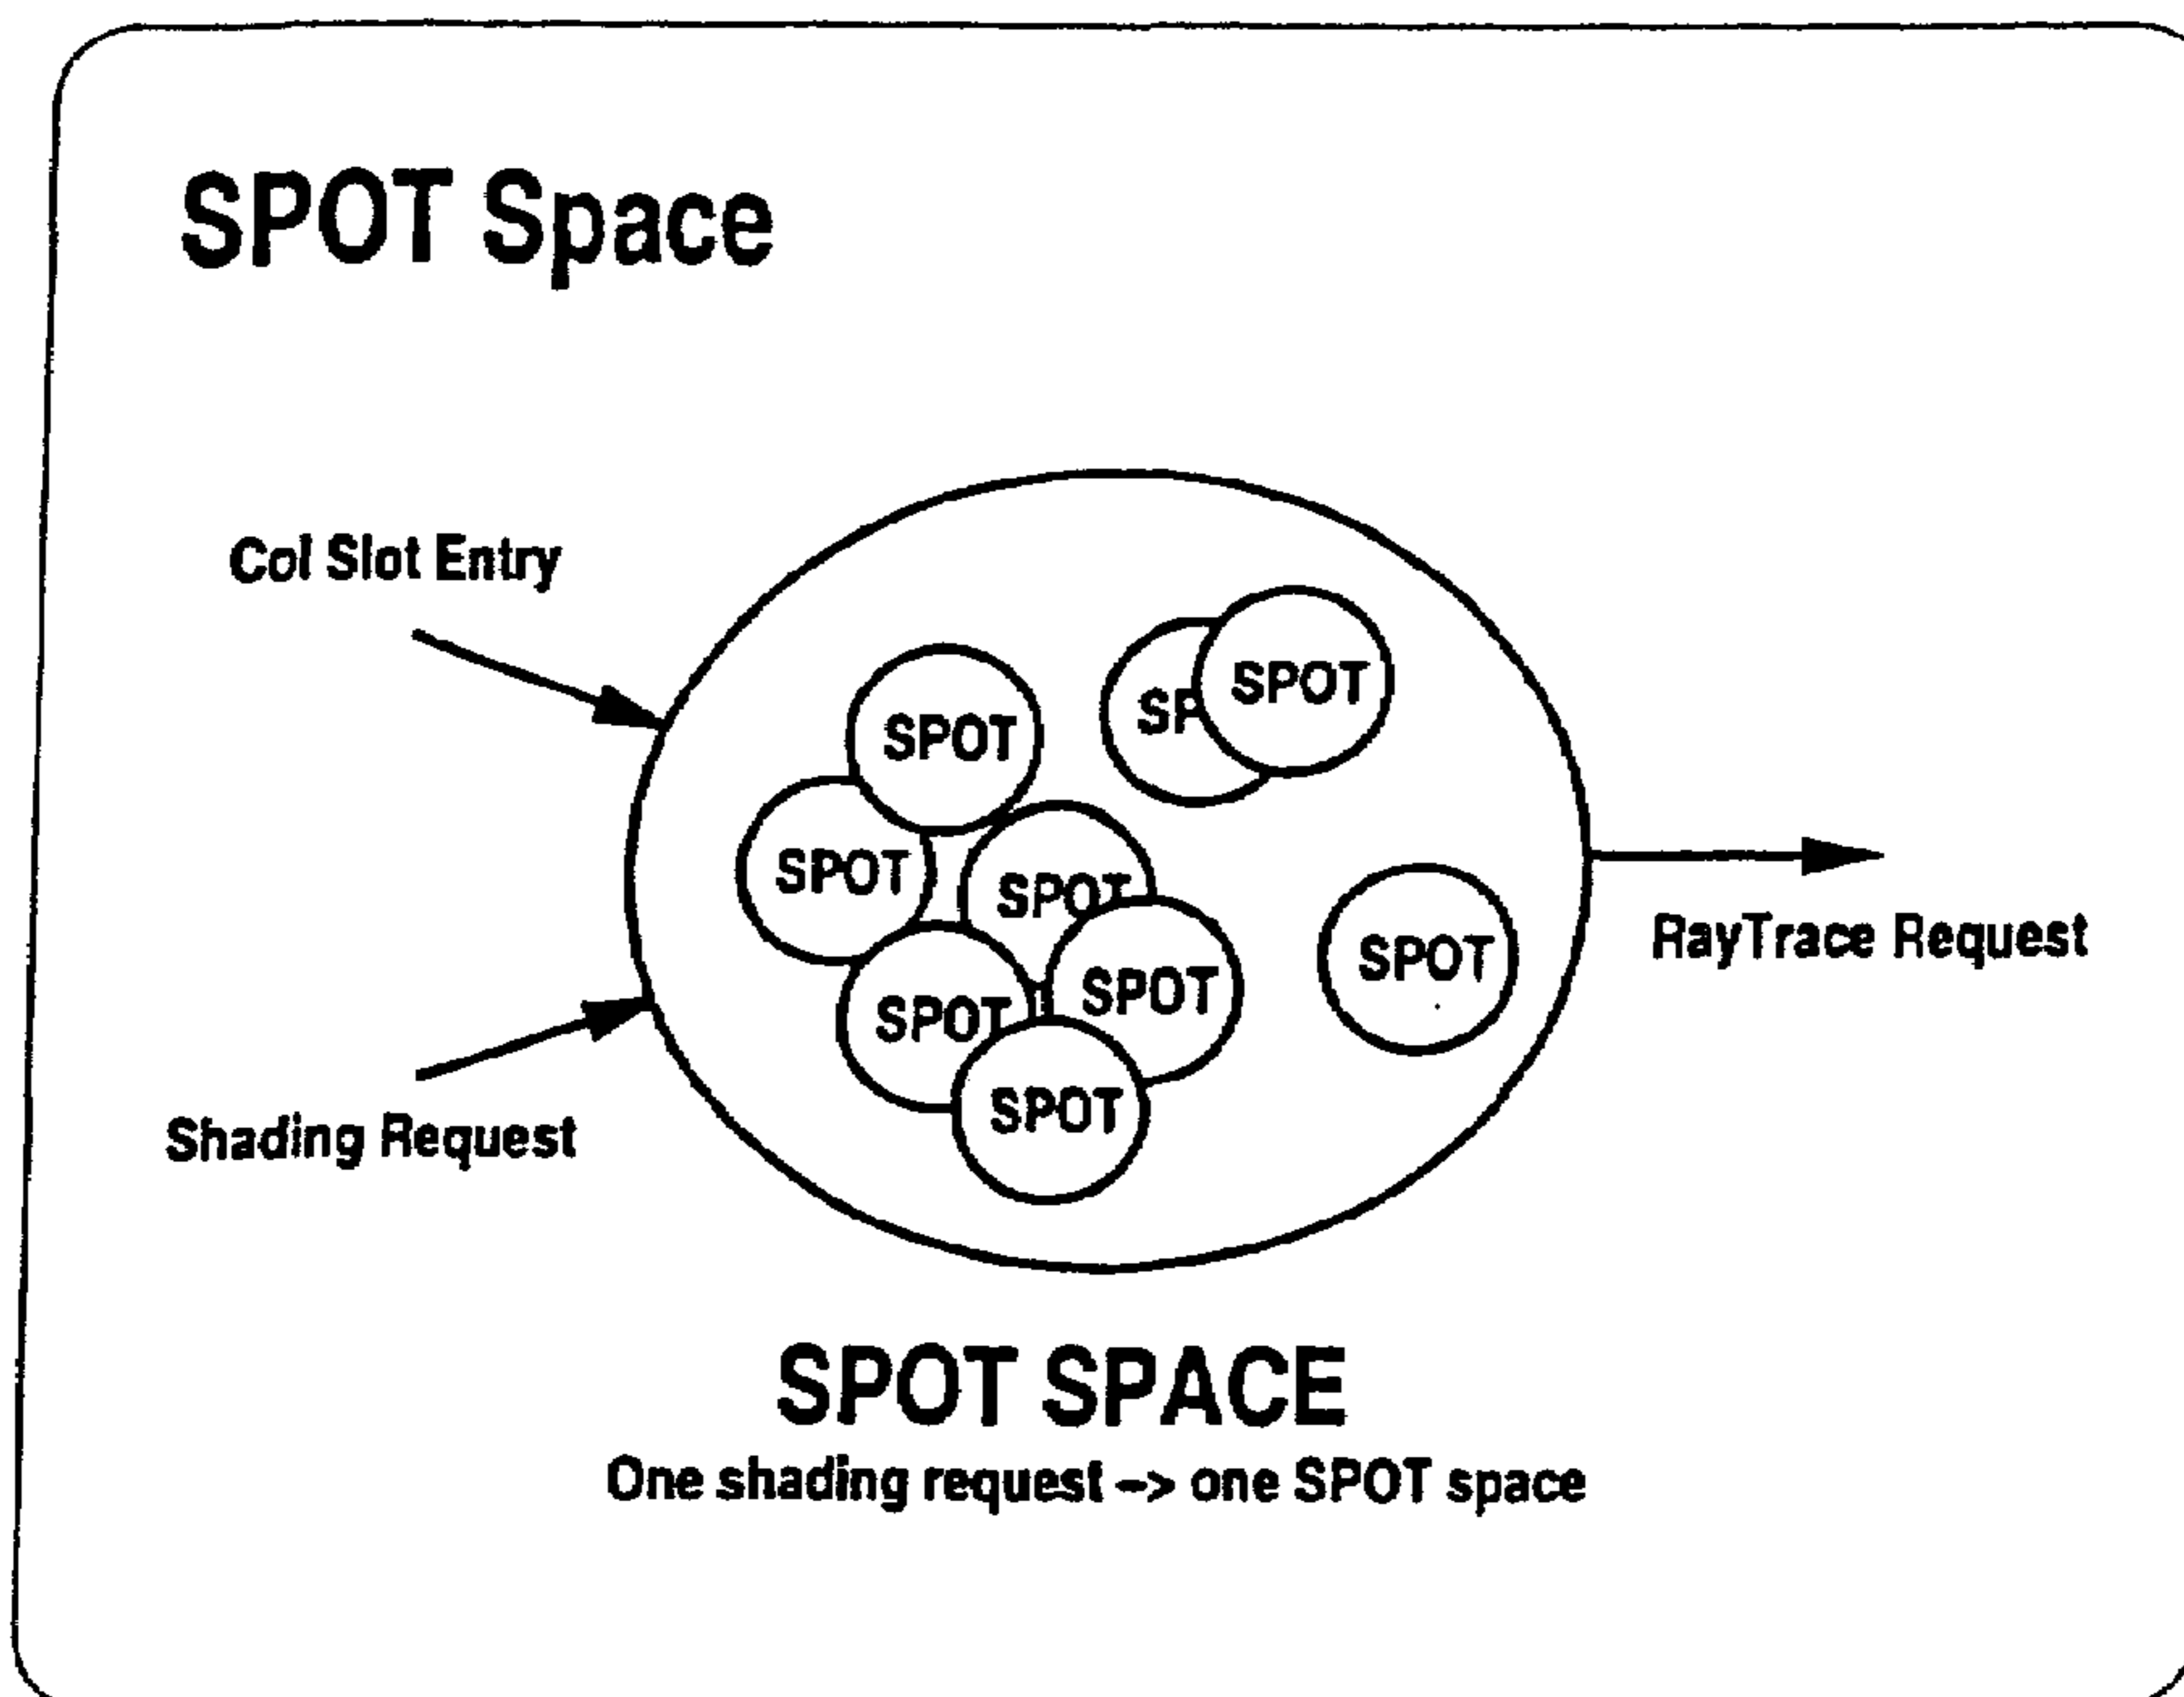 SPOT Space
Col Slot Entry
SPOT
SPOT
SP
SPOT
SPOT
SPOT
SPOT
SPOT
SPOT
RayTrace Request
Shading Request
SPOT SPACE
One shading request -> one SPOT space